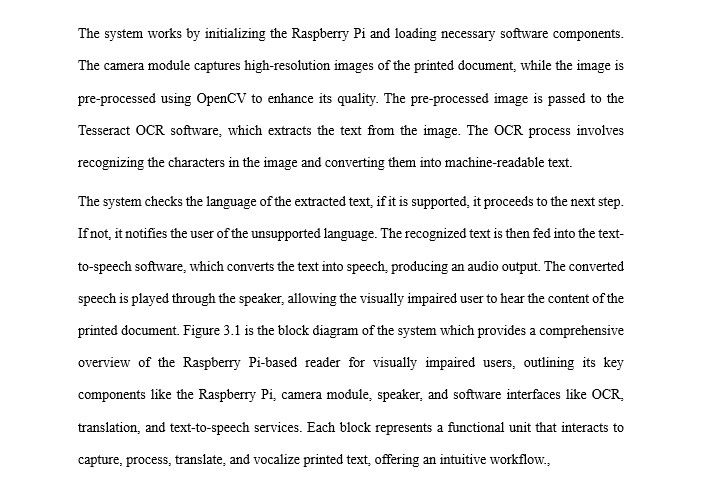 The system works by initializing the Raspberry Pi and loading necessary software components.
The camera module captures high-resolution images of the printed document, while the image is
pre-processed using OpenCV to enhance its quality. The pre-processed image is passed to the
Tesseract OCR software, which extracts the text from the image. The OCR process involves
recognizing the characters in the image and converting them into machine-readable text.
The system checks the language of the extracted text, if it is supported, it proceeds to the next step.
If not, it notifies the user of the unsupported language. The recognized text is then fed into the text-
to-speech software, which converts the text into speech, producing an audio output. The converted
speech is played through the speaker, allowing the visually impaired user to hear the content of the
printed document. Figure 3.1 is the block diagram of the system which provides a comprehensive
overview of the Raspberry Pi-based reader for visually impaired users, outlining its key
components like the Raspberry Pi, camera module, speaker, and software interfaces like OCR,
translation, and text-to-speech services. Each block represents a functional unit that interacts to
capture, process, translate, and vocalize printed text, offering an intuitive workflow.,